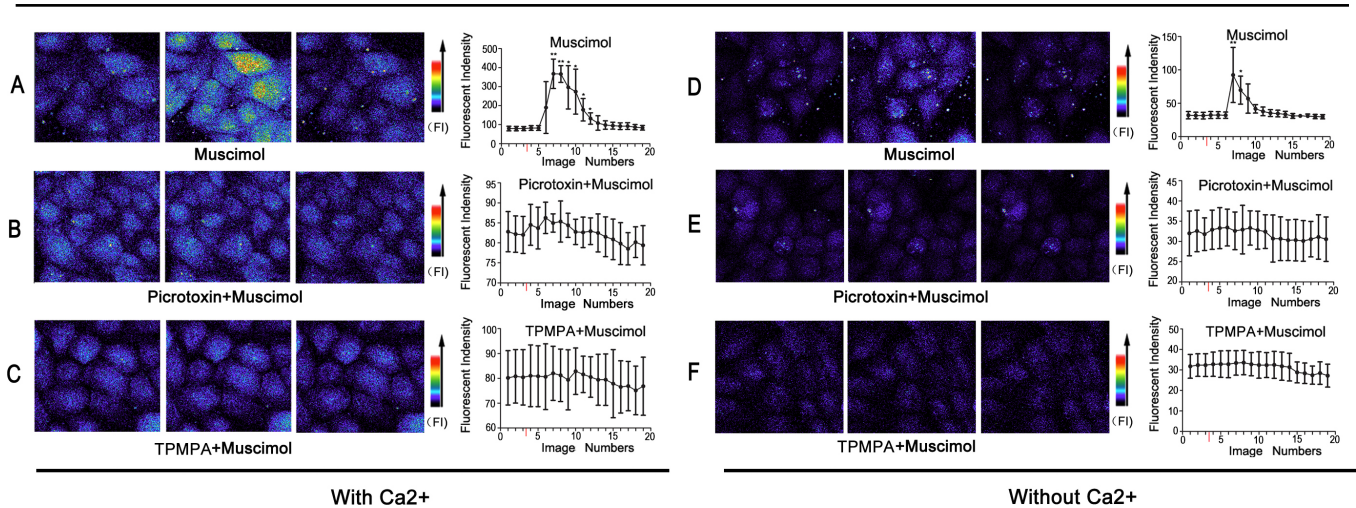 A
(FI)
Muscimol
Fluorescent Indensity
Muscimol
500
400
300
200
100
0
** ** * * * *
0 5 10 15 20
Image Numbers
B
(FI)
Picrotoxin+Muscimol
Fluorescent Indensity
Picrotoxin+Muscimol
95
90
85
80
75
70
0 5 10 15 20
Image Numbers
C
(FI)
TPMPA+Muscimol
Fluorescent Indensity
TPMPA+Muscimol
100
90
80
70
60
0 5 10 15 20
Image Numbers
With Ca2+
D
(FI)
Muscimol
Fluorescent Indensity
Muscimol
150
100
50
0
** *
0 5 10 15 20
Image Numbers
E
(FI)
Picrotoxin+Muscimol
Fluorescent Indensity
Picrotoxin+Muscimol
45
40
35
30
25
20
0 5 10 15 20
Image Numbers
F
(FI)
TPMPA+Muscimol
Fluorescent Indensity
TPMPA+Muscimol
50
40
30
20
10
0
0 5 10 15 20
Image Numbers
Without Ca2+